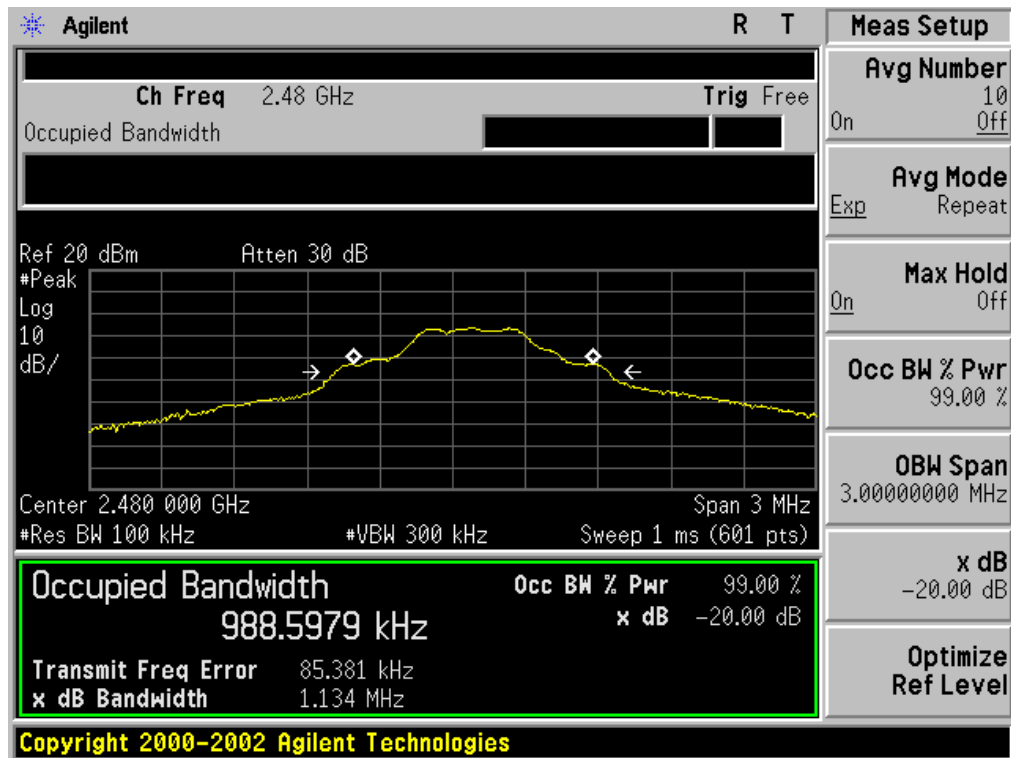 Agilent R T
Ch Freq 2.48 GHz Trig Free
Occupied Bandwidth
Ref 20 dBm Atten 30 dB
#Peak
Log
10
dB/
Center 2.480 000 GHz Span 3 MHz
#Res BW 100 kHz #VBW 300 kHz Sweep 1 ms (601 pts)
Occupied Bandwidth Occ BW % Pwr 99.00 %
988.5979 kHz x dB -20.00 dB
Transmit Freq Error 85.381 kHz
x dB Bandwidth 1.134 MHz
Meas Setup
Avg Number
10
On Off
Avg Mode
Exp Repeat
Max Hold
On Off
Occ BW % Pwr
99.00 %
OBW Span
3.00000000 MHz
x dB
-20.00 dB
Optimize
Ref Level
Copyright 2000-2002 Agilent Technologies